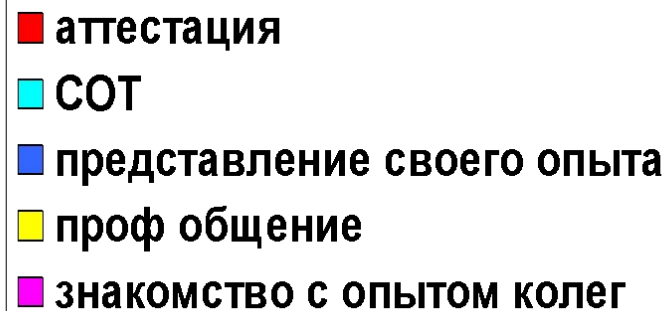 аттестация
СОТ
представление своего опыта
проф общение
знакомство с опытом колег